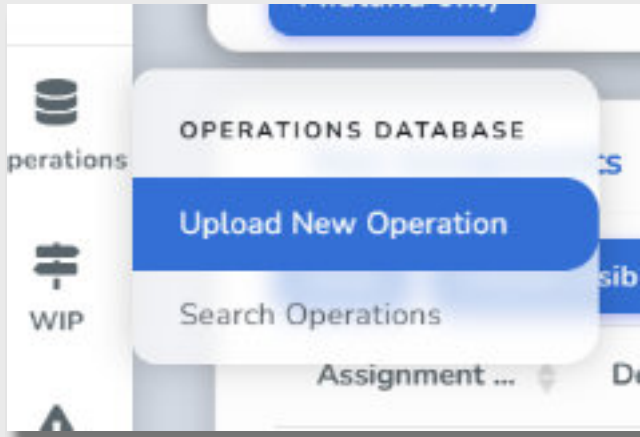 OPERATIONS DATABASE
perations
Upload New Operation
Search Operations
WIP
Assignment ...